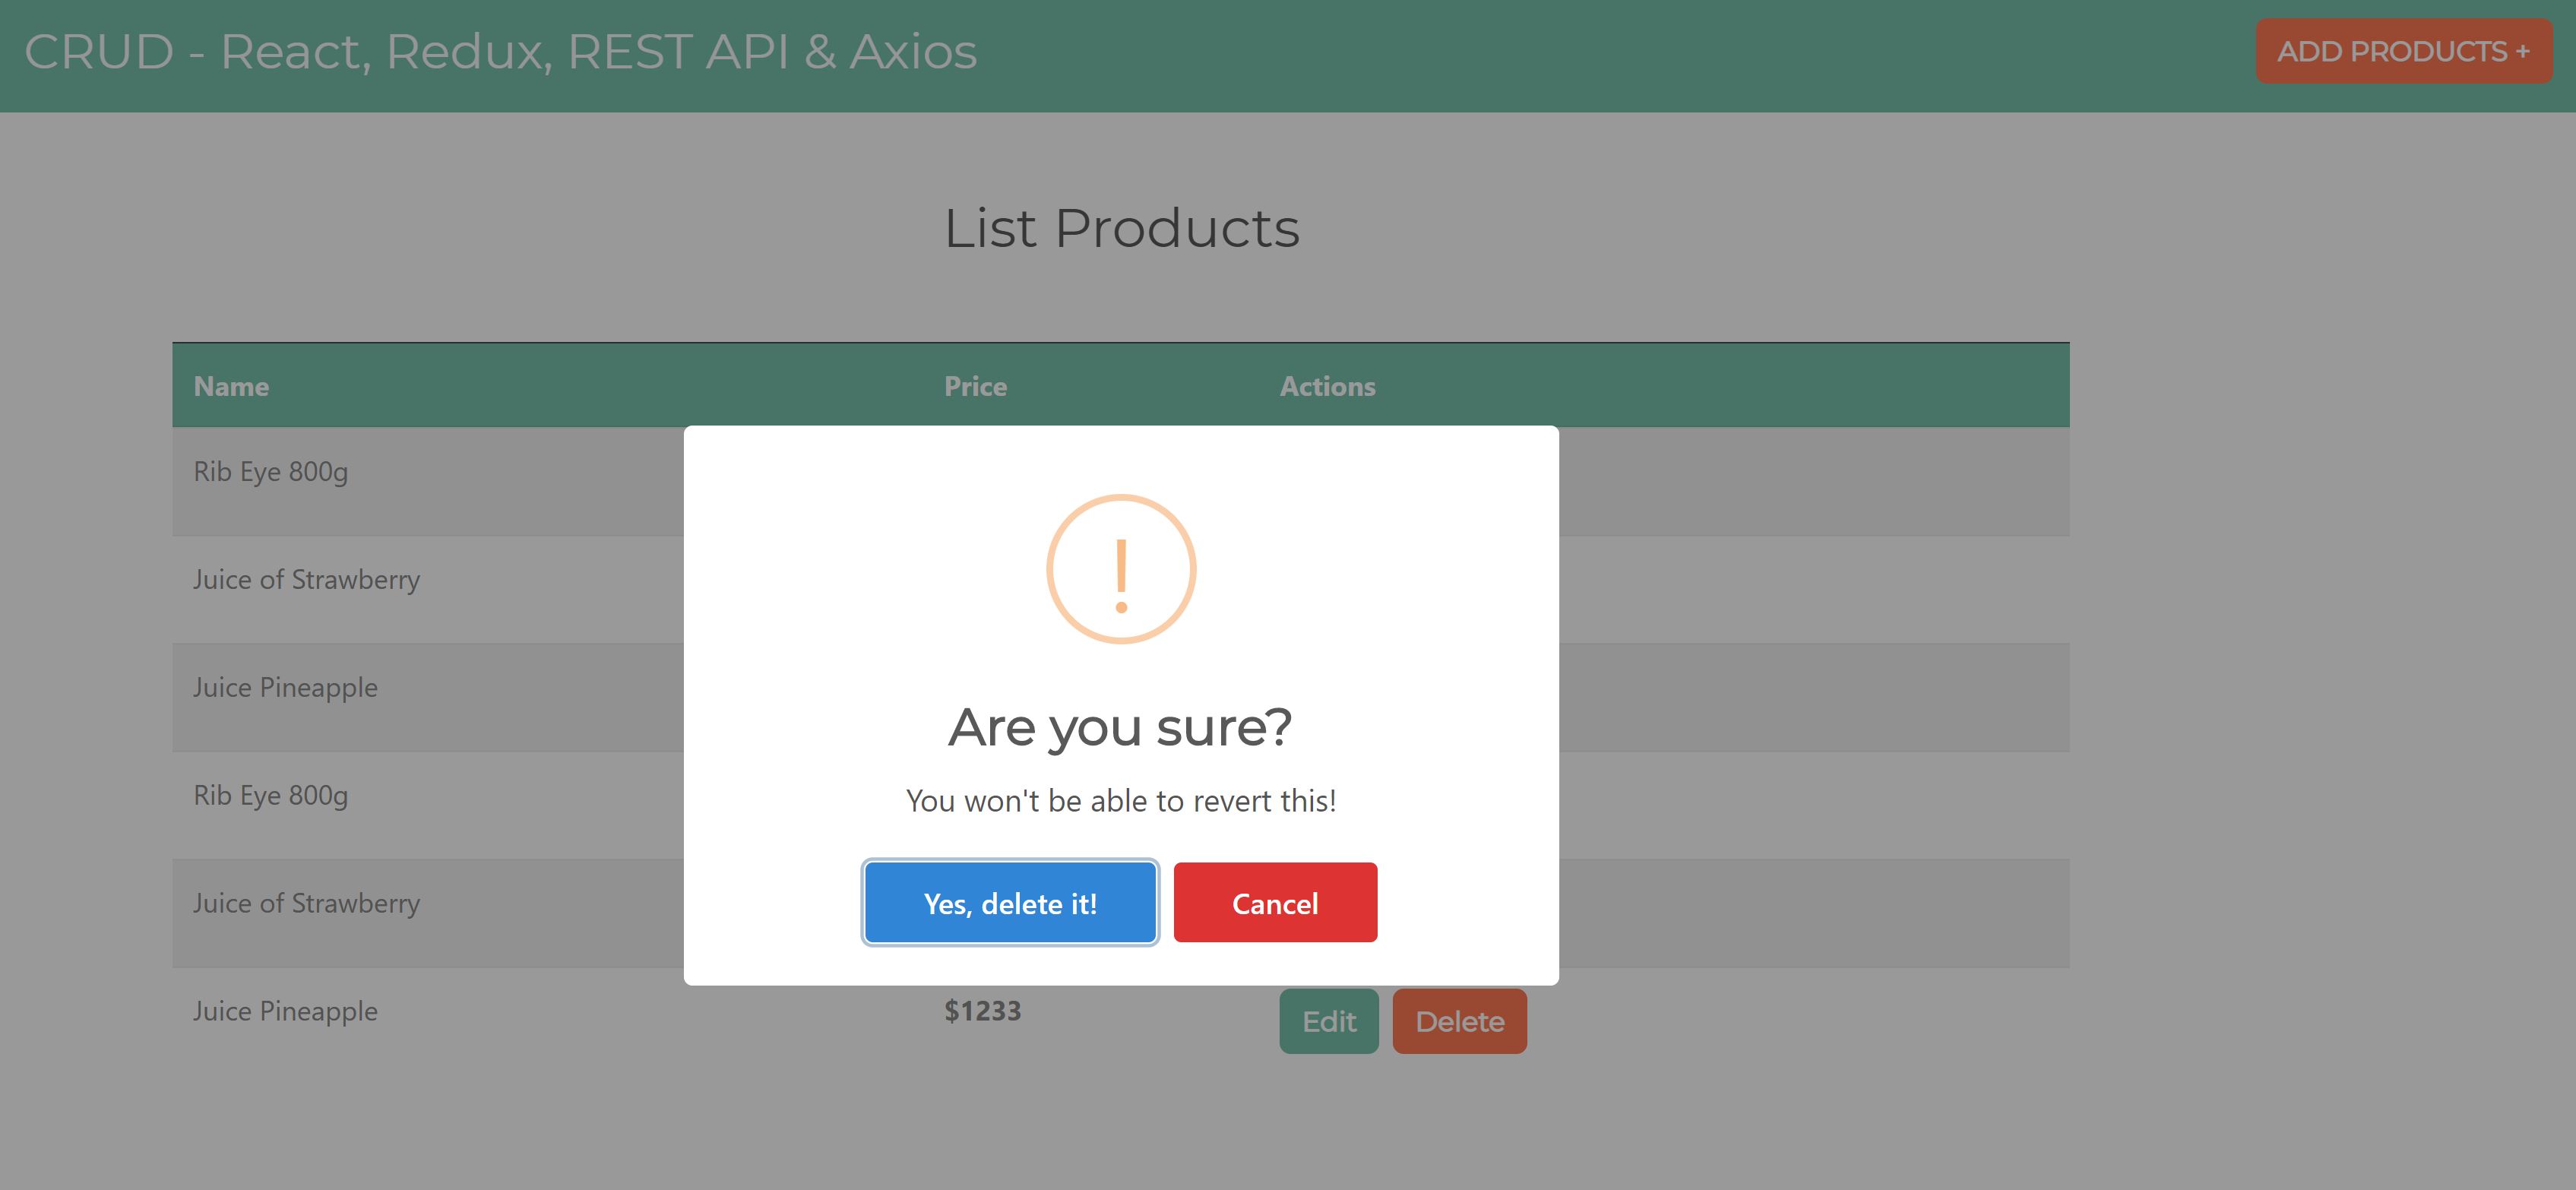 CRUD - React, Redux, REST API & Axios
ADD PRODUCTS +
List Products
Name Price Actions
Rib Eye 800g
Juice of Strawberry
Juice Pineapple
Rib Eye 800g
Juice of Strawberry
Juice Pineapple $1233 Edit Delete
!
Are you sure?
You won't be able to revert this!
Yes, delete it! Cancel